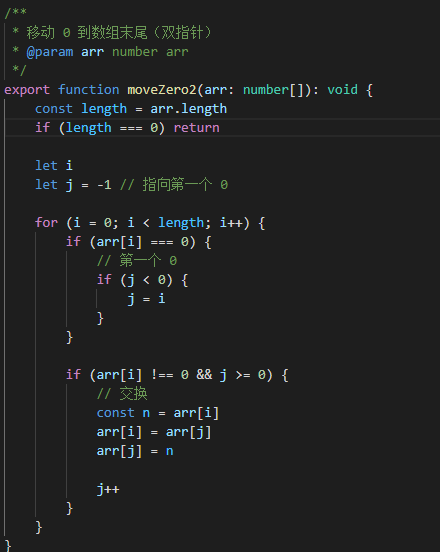 /**
 * 移动 0 到数组末尾（双指针）
 * @param arr number arr
 */
export function moveZero2(arr: number[]): void {
    const length = arr.length
    if (length === 0) return

    let i
    let j = -1 // 指向第一个 0

    for (i = 0; i < length; i++) {
        if (arr[i] === 0) {
            // 第一个 0
            if (j < 0) {
                j = i
            }
        }

        if (arr[i] !== 0 && j >= 0) {
            // 交换
            const n = arr[i]
            arr[i] = arr[j]
            arr[j] = n

            j++
        }
    }
}